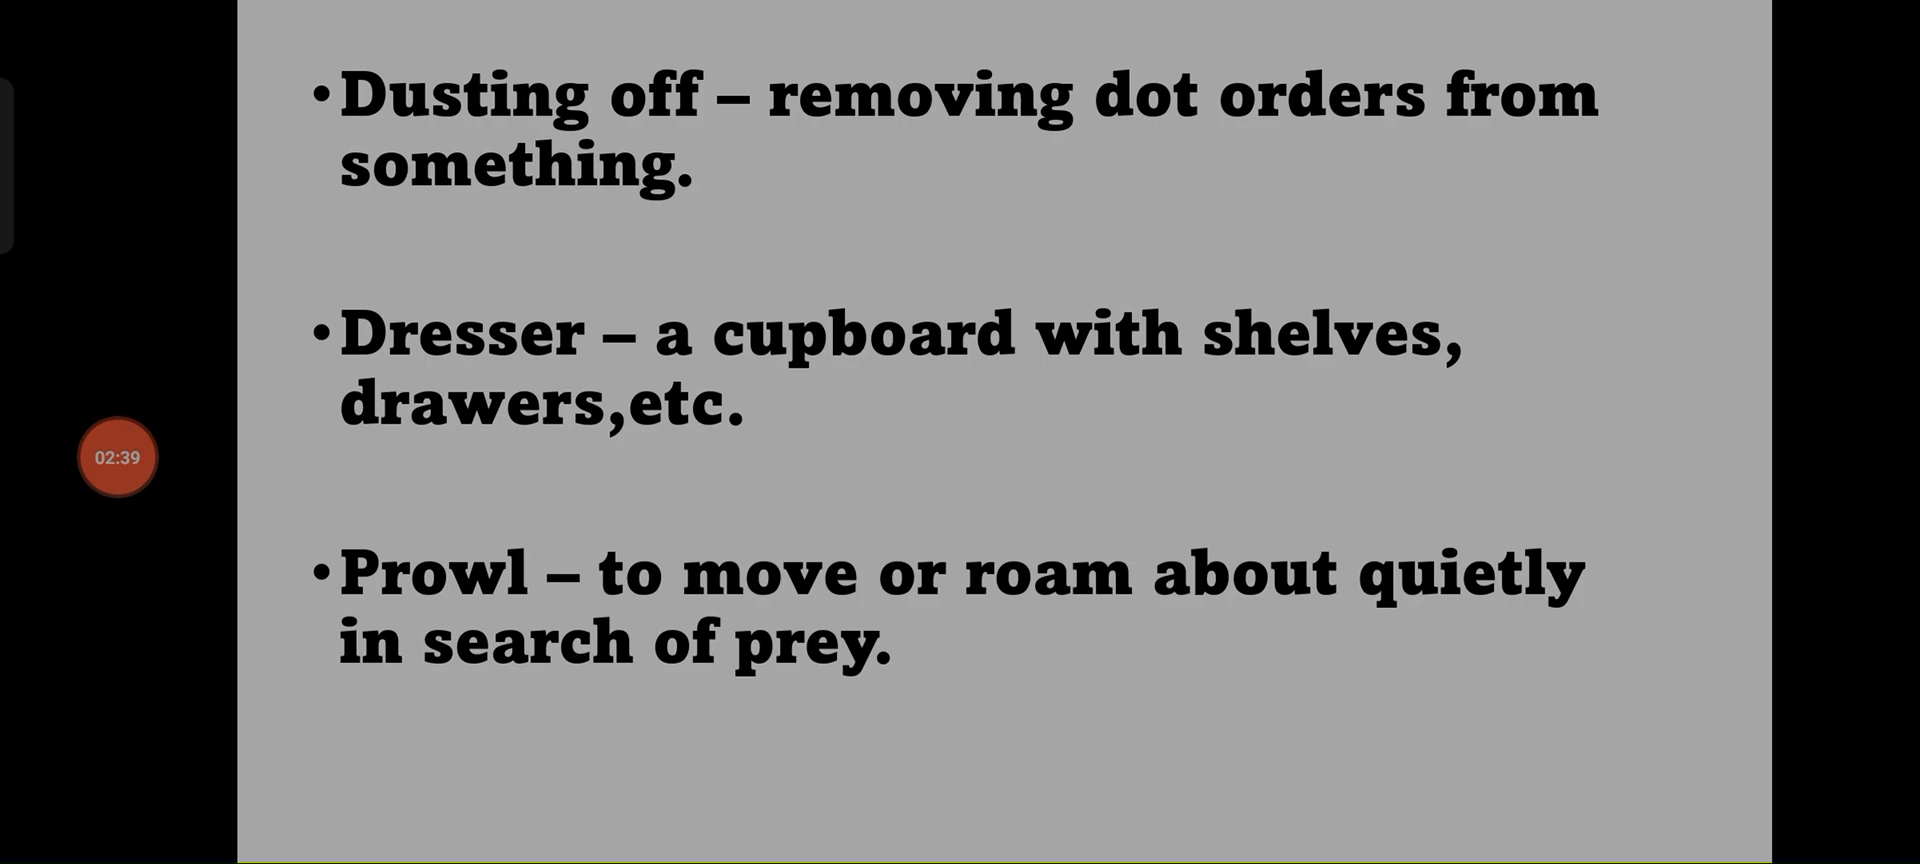 • Dusting off – removing dot orders from
something.
• Dresser – a cupboard with shelves,
drawers,etc.
02:39
• Prowl – to move or roam about quietly
in search of prey.